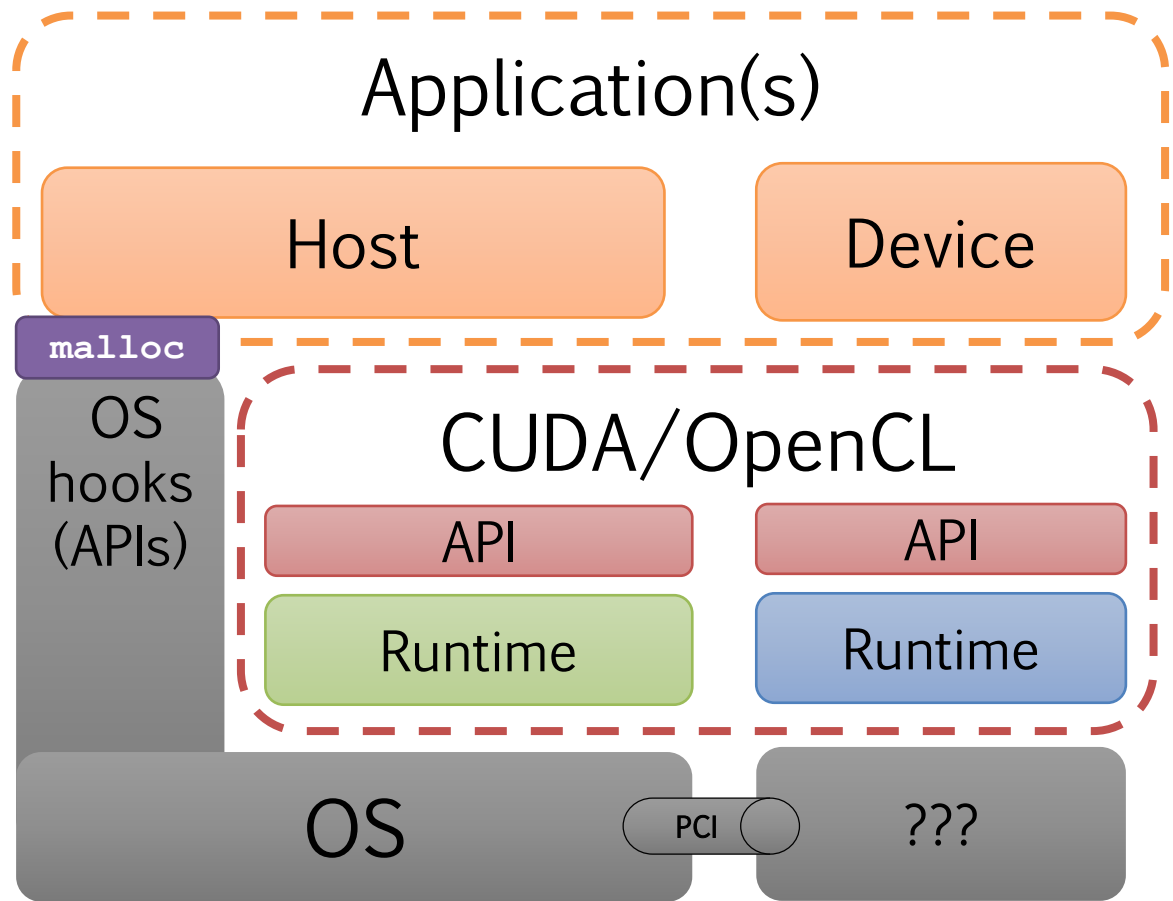 Application(s)
Host
Device
malloc
OS
hooks
(APIs)
CUDA/OpenCL
API
API
Runtime
Runtime
OS
PCI
???